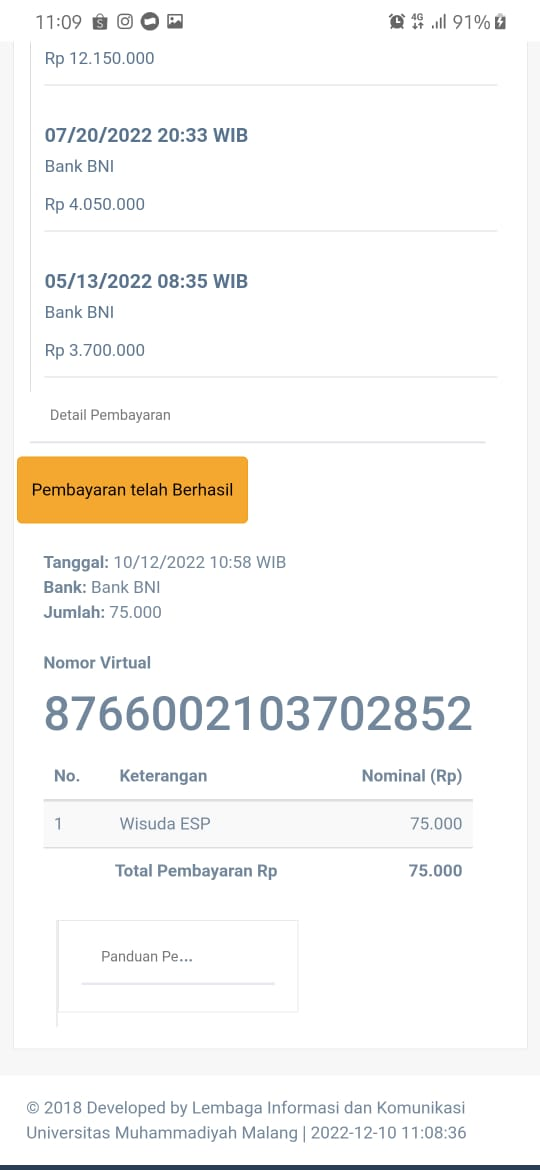 11:09
4G
91%
Rp 12.150.000
07/20/2022 20:33 WIB
Bank BNI
Rp 4.050.000
05/13/2022 08:35 WIB
Bank BNI
Rp 3.700.000
Detail Pembayaran
Pembayaran telah Berhasil
Tanggal: 10/12/2022 10:58 WIB
Bank: Bank BNI
Jumlah: 75.000
Nomor Virtual
8766002103702852
No. Keterangan Nominal (Rp)
1 Wisuda ESP 75.000
Total Pembayaran Rp 75.000
Panduan Pe...
© 2018 Developed by Lembaga Informasi dan Komunikasi
Universitas Muhammadiyah Malang | 2022-12-10 11:08:36